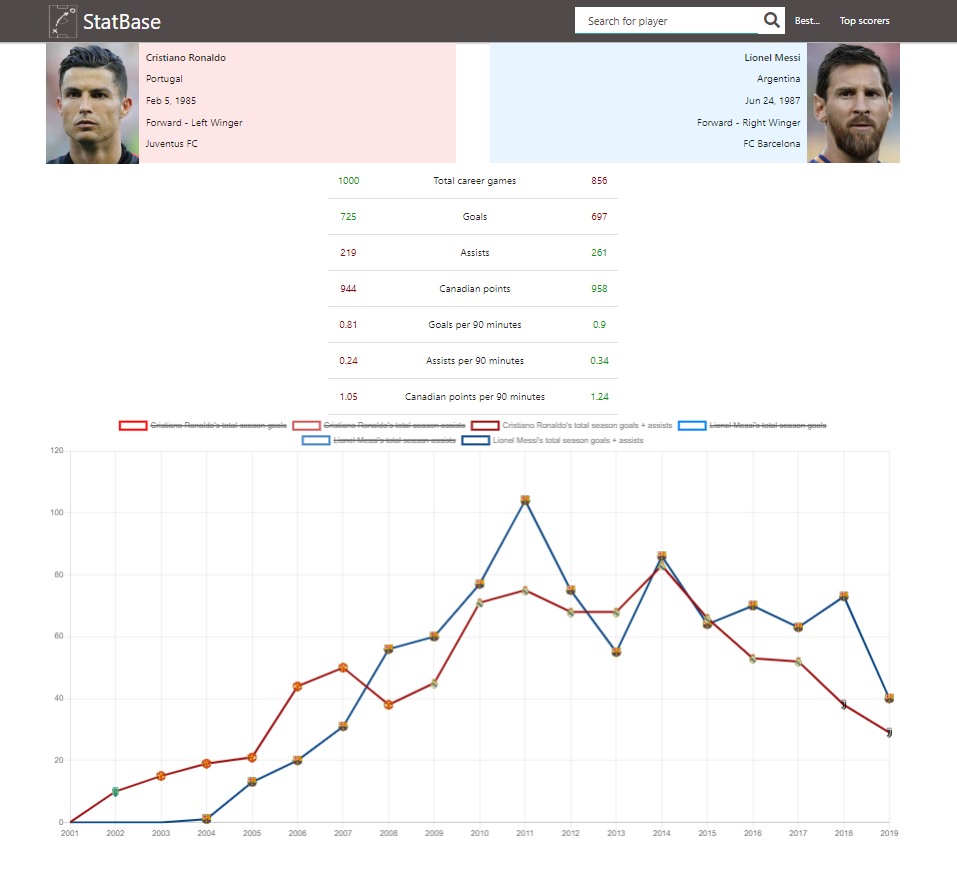 StatBase
Search for player
Best...
Top scorers
Cristiano Ronaldo
Portugal
Feb 5, 1985
Forward - Left Winger
Juventus FC
Lionel Messi
Argentina
Jun 24, 1987
Forward - Right Winger
FC Barcelona
1000 Total career games 856
725 Goals 697
219 Assists 261
944 Canadian points 958
0.81 Goals per 90 minutes 0.9
0.24 Assists per 90 minutes 0.34
1.05 Canadian points per 90 minutes 1.24
Cristiano Ronaldo's total season goals Cristiano Ronaldo's total season assists Cristiano Ronaldo's total season goals + assists Lionel Messi's total season goals
Lionel Messi's total season assists Lionel Messi's total season goals + assists
120
100
80
60
40
20
0
2001 2002 2003 2004 2005 2006 2007 2008 2009 2010 2011 2012 2013 2014 2015 2016 2017 2018 2019